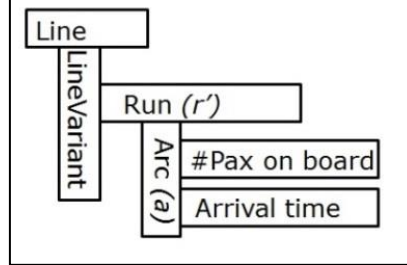 Line
LineVariant
Run (r′)
Arc (a)
#Pax on board
Arrival time